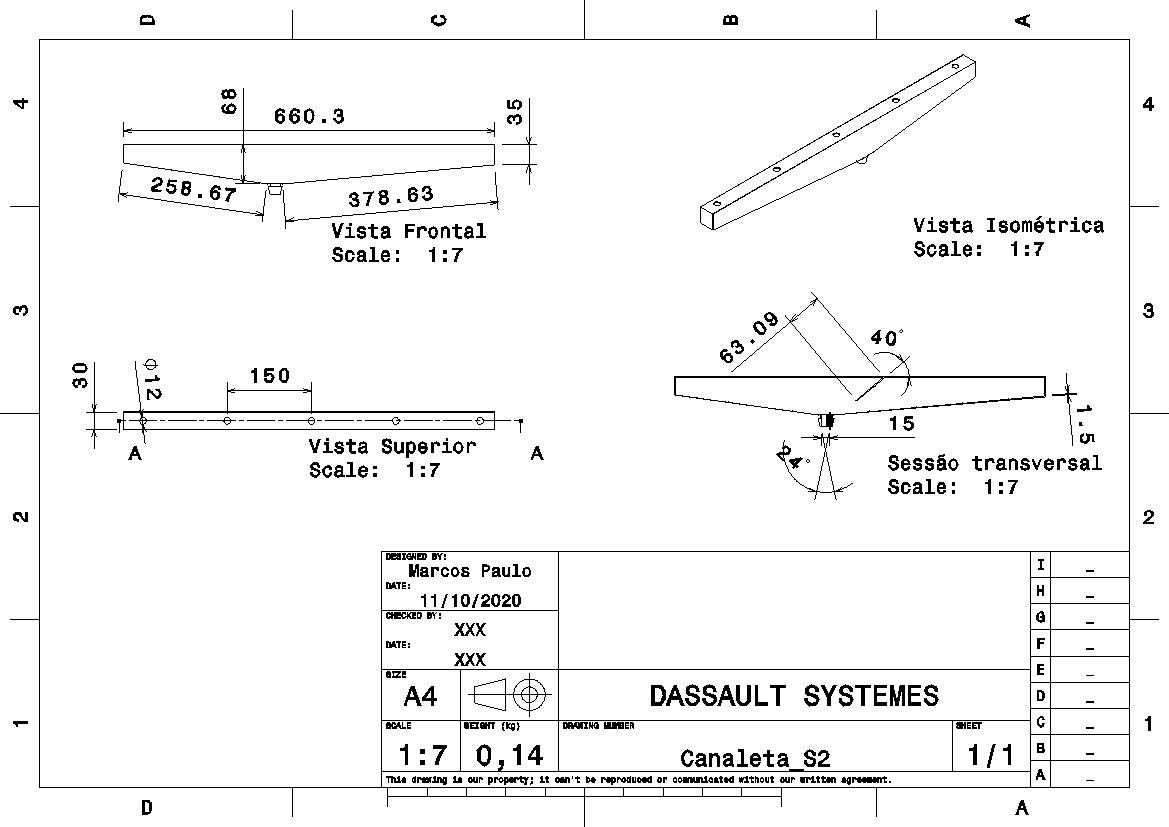 D C B A
4 4
68
660.3
35
258.67
378.63
Vista Frontal
Scale: 1:7
Vista Isométrica
Scale: 1:7
3 3
30
Φ12
150
A A
Vista Superior
Scale: 1:7
63.09
40°
15
1.5
24°
Sessão transversal
Scale: 1:7
2 2
DESIGNED BY:
Marcos Paulo
DATE:
11/10/2020
CHECKED BY:
XXX
DATE:
XXX
SIZE
A4
DASSAULT SYSTEMES
SCALE
1:7
WEIGHT (kg)
0,14
DRAWING NUMBER
Canaleta_S2
SHEET
1/1
I _
H _
G _
F _
E _
D _
C _
B _
A _
1 1
This drawing is our property; it can't be reproduced or communicated without our written agreement.
D A